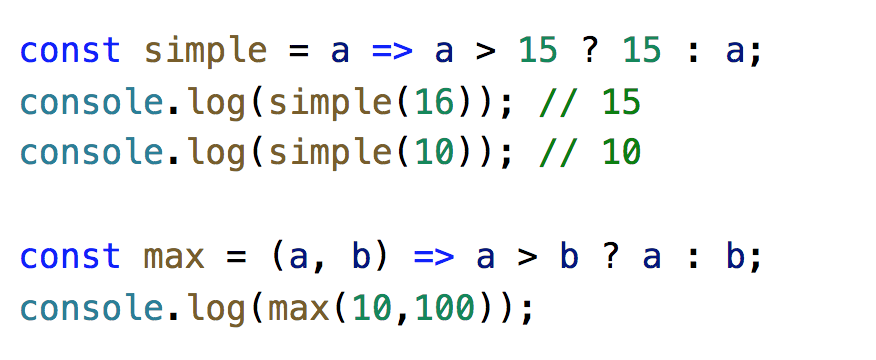 const simple = a => a > 15 ? 15 : a;
console.log(simple(16)); // 15
console.log(simple(10)); // 10
const max = (a, b) => a > b ? a : b;
console.log(max(10,100));